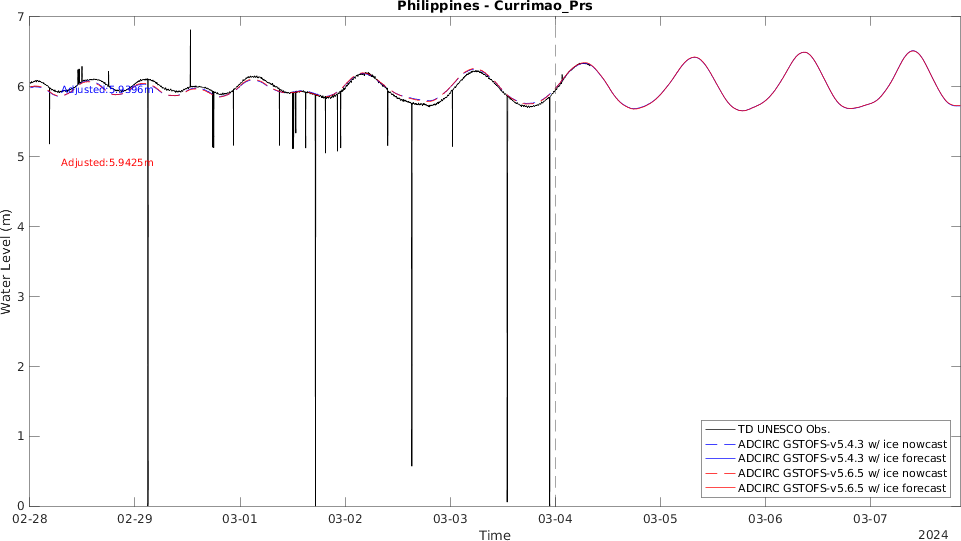 Philippines - Currimao_Prs
7
6
5
4
3
2
1
0
Water Level (m)
Adjusted:5.9396m
Adjusted:5.9425m
TD UNESCO Obs.
ADCIRC GSTOFS-v5.4.3 w/ ice nowcast
ADCIRC GSTOFS-v5.4.3 w/ ice forecast
ADCIRC GSTOFS-v5.6.5 w/ ice nowcast
ADCIRC GSTOFS-v5.6.5 w/ ice forecast
02-28 02-29 03-01 03-02 03-03 03-04 03-05 03-06 03-07
Time
2024